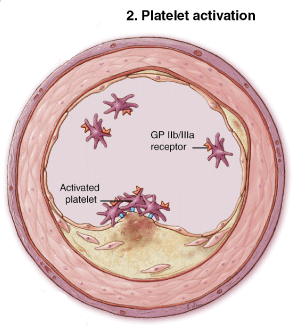 2. Platelet activation
GP IIb/IIIa
receptor
Activated
platelet